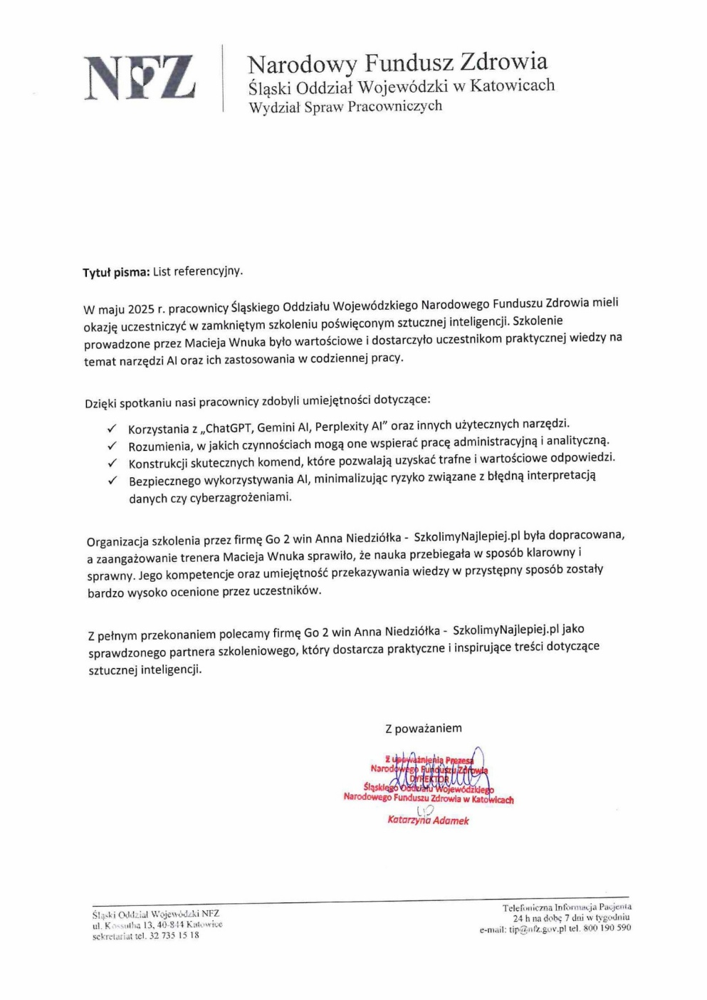 NFZ
Narodowy Fundusz Zdrowia
Śląski Oddział Wojewódzki w Katowicach
Wydział Spraw Pracowniczych
Tytuł pisma: List referencyjny.
W maju 2025 r. pracownicy Śląskiego Oddziału Wojewódzkiego Narodowego Funduszu Zdrowia mieli
okazję uczestniczyć w zamkniętym szkoleniu poświęconym sztucznej inteligencji. Szkolenie
prowadzone przez Macieja Wnuka było wartościowe i dostarczyło uczestnikom praktycznej wiedzy na
temat narzędzi AI oraz ich zastosowania w codziennej pracy.
Dzięki spotkaniu nasi pracownicy zdobyli umiejętności dotyczące:
✓ Korzystania z „ChatGPT, Gemini AI, Perplexity AI” oraz innych użytecznych narzędzi.
✓ Rozumienia, w jakich czynnościach mogą one wspierać pracę administracyjną i analityczną.
✓ Konstrukcji skutecznych komend, które pozwalają uzyskać trafne i wartościowe odpowiedzi.
✓ Bezpiecznego wykorzystywania AI, minimalizując ryzyko związane z błędną interpretacją
danych czy cyberzagrożeniami.
Organizacja szkolenia przez firmę Go 2 win Anna Niedziółka - SzkolimyNajlepiej.pl była dopracowana,
a zaangażowanie trenera Macieja Wnuka sprawiło, że nauka przebiegała w sposób klarowny i
sprawny. Jego kompetencje oraz umiejętność przekazywania wiedzy w przystępny sposób zostały
bardzo wysoko ocenione przez uczestników.
Z pełnym przekonaniem polecamy firmę Go 2 win Anna Niedziółka - SzkolimyNajlepiej.pl jako
sprawdzonego partnera szkoleniowego, który dostarcza praktyczne i inspirujące treści dotyczące
sztucznej inteligencji.
Z poważaniem
Z upoważnienia Prezesa
Narodowego Funduszu Zdrowia
DYREKTOR
Śląskiego Oddziału Wojewódzkiego
Narodowego Funduszu Zdrowia w Katowicach
Katarzyna Adamek
Śląski Oddział Wojewódzki NFZ
ul. Kossutha 13, 40-844 Katowice
sekretariat tel. 32 735 15 18
Telefoniczna Informacja Pacjenta
24 h na dobę 7 dni w tygodniu
e-mail: tip@nfz.gov.pl tel. 800 190 590